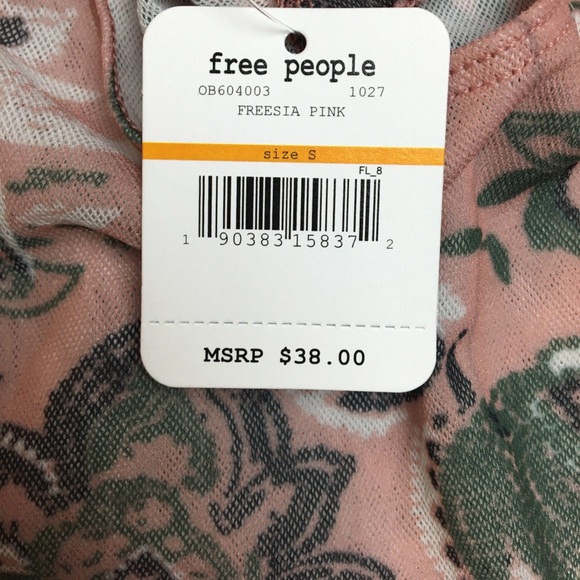 free people
OB604003 1027
FREESIA PINK
size S
FL_8
1 90383 15837 2
MSRP $38.00